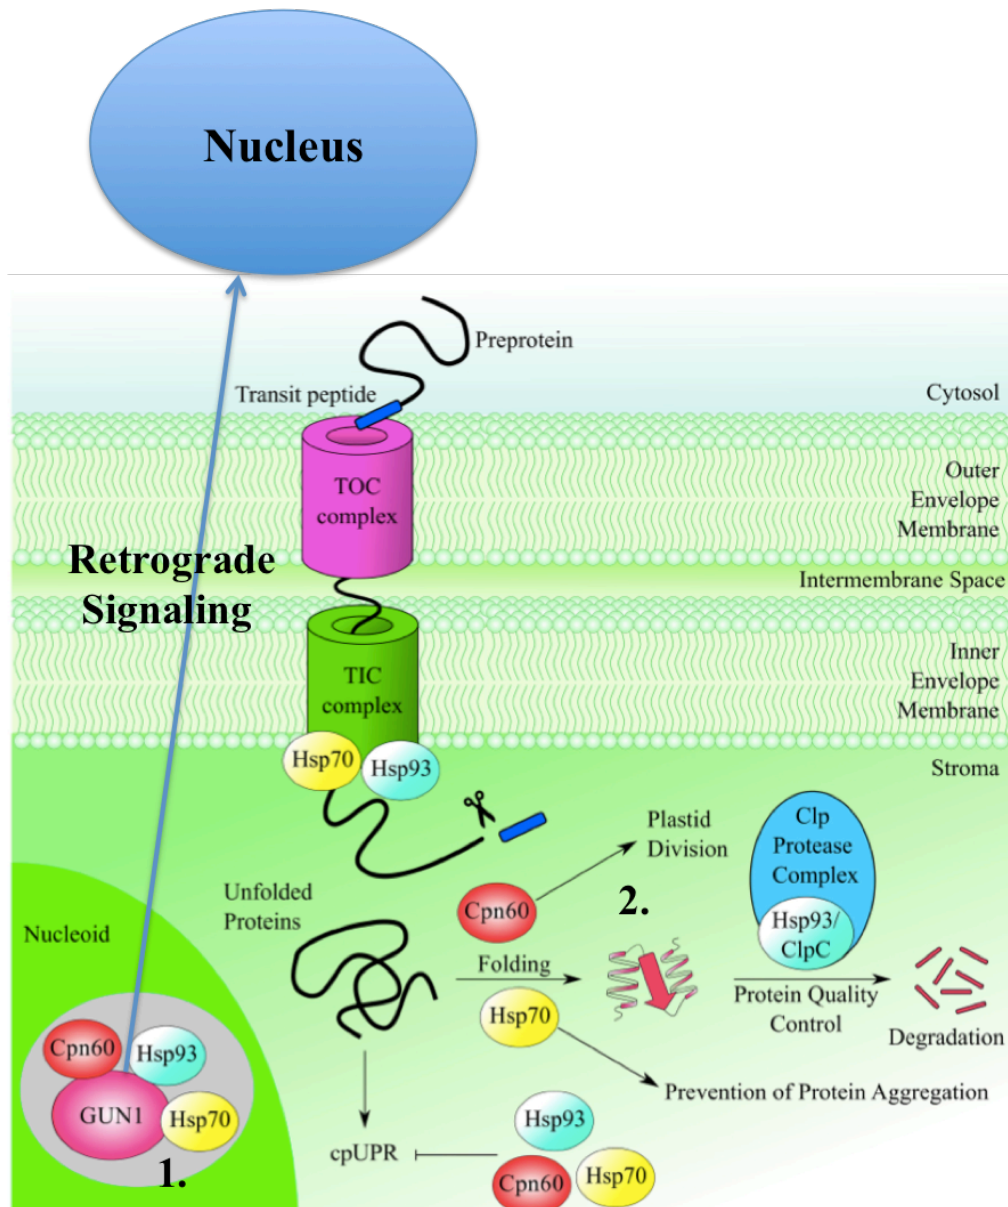 Nucleus
Preprotein
Transit peptide
Cytosol
TOC
complex
Outer
Envelope
Membrane
Retrograde
Signaling
Intermembrane Space
TIC
complex
Inner
Envelope
Membrane
Hsp70
Hsp93
Stroma
Plastid
Division
Clp
Protease
Complex
Unfolded
Proteins
Cpn60
2.
Hsp93/
ClpC
Nucleoid
Folding
Hsp70
Protein Quality
Control
Degradation
Cpn60
Hsp93
GUN1
Hsp70
1.
Prevention of Protein Aggregation
cpUPR
Hsp93
Cpn60
Hsp70